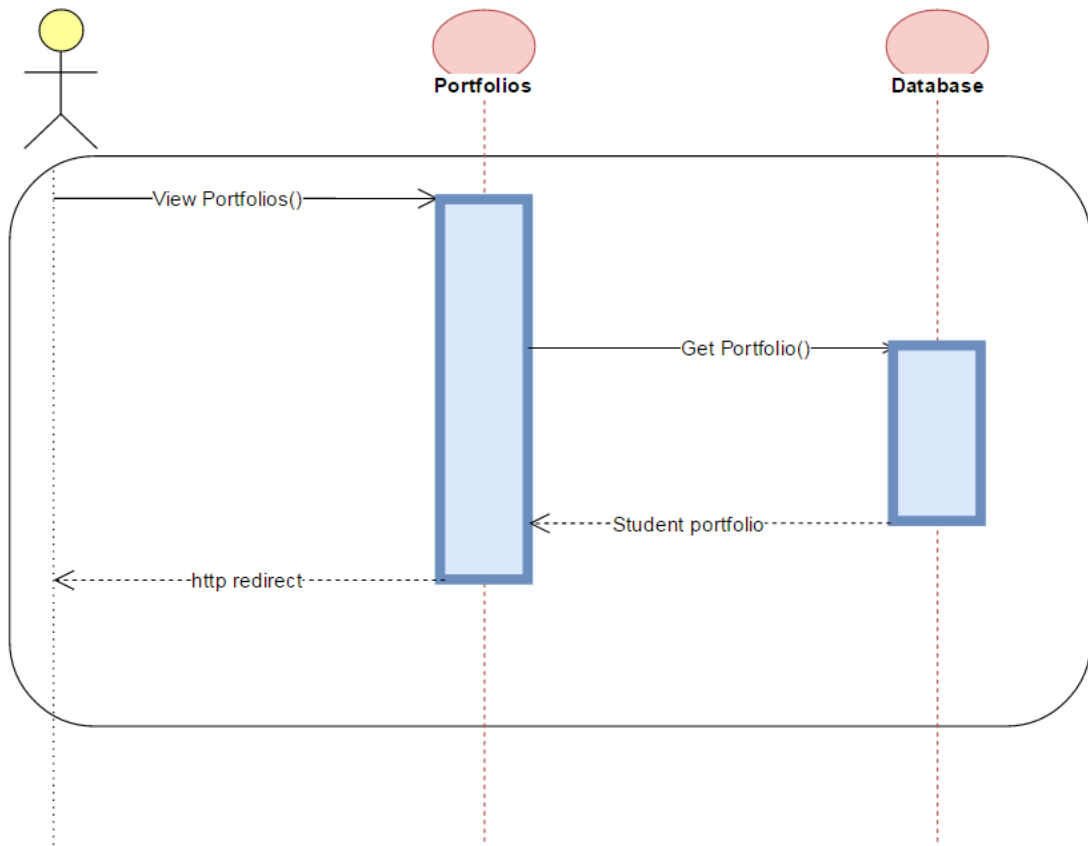 Portfolios
Database
View Portfolios()
Get Portfolio()
Student portfolio
http redirect